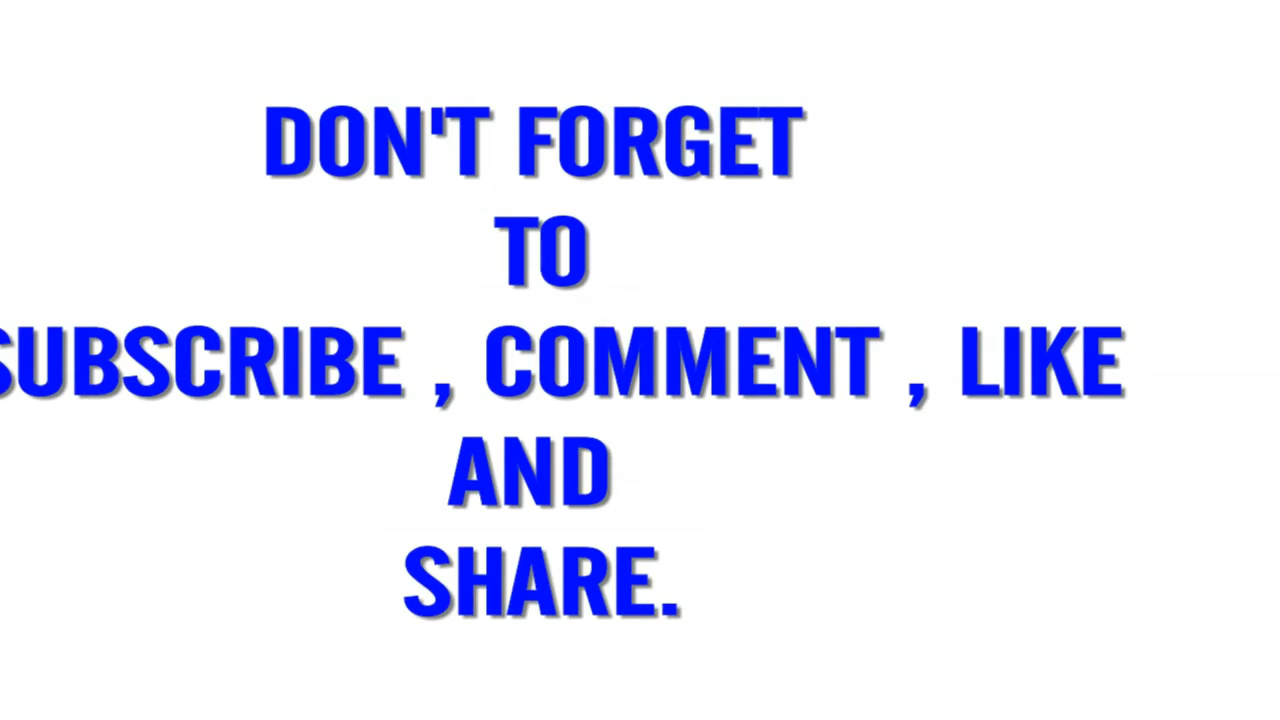 DON'T FORGET
TO
SUBSCRIBE , COMMENT , LIKE
AND
SHARE.